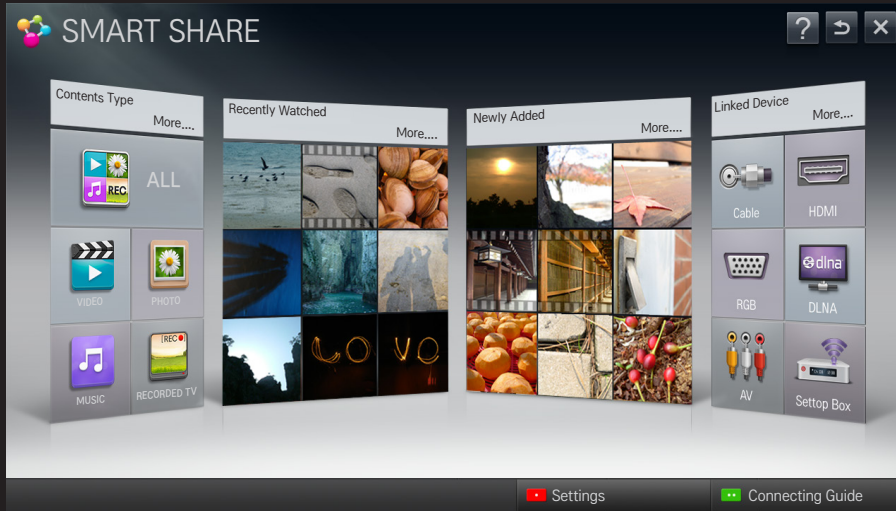 SMART SHARE
?
Contents Type
More....
ALL
REC
VIDEO
PHOTO
[REC●]
MUSIC
RECORDED TV
Recently Watched
More....
LOVO
Newly Added
More....
Linked Device
More....
Cable
HDMI
RGB
dlna
DLNA
AV
Settop Box
Settings
Connecting Guide